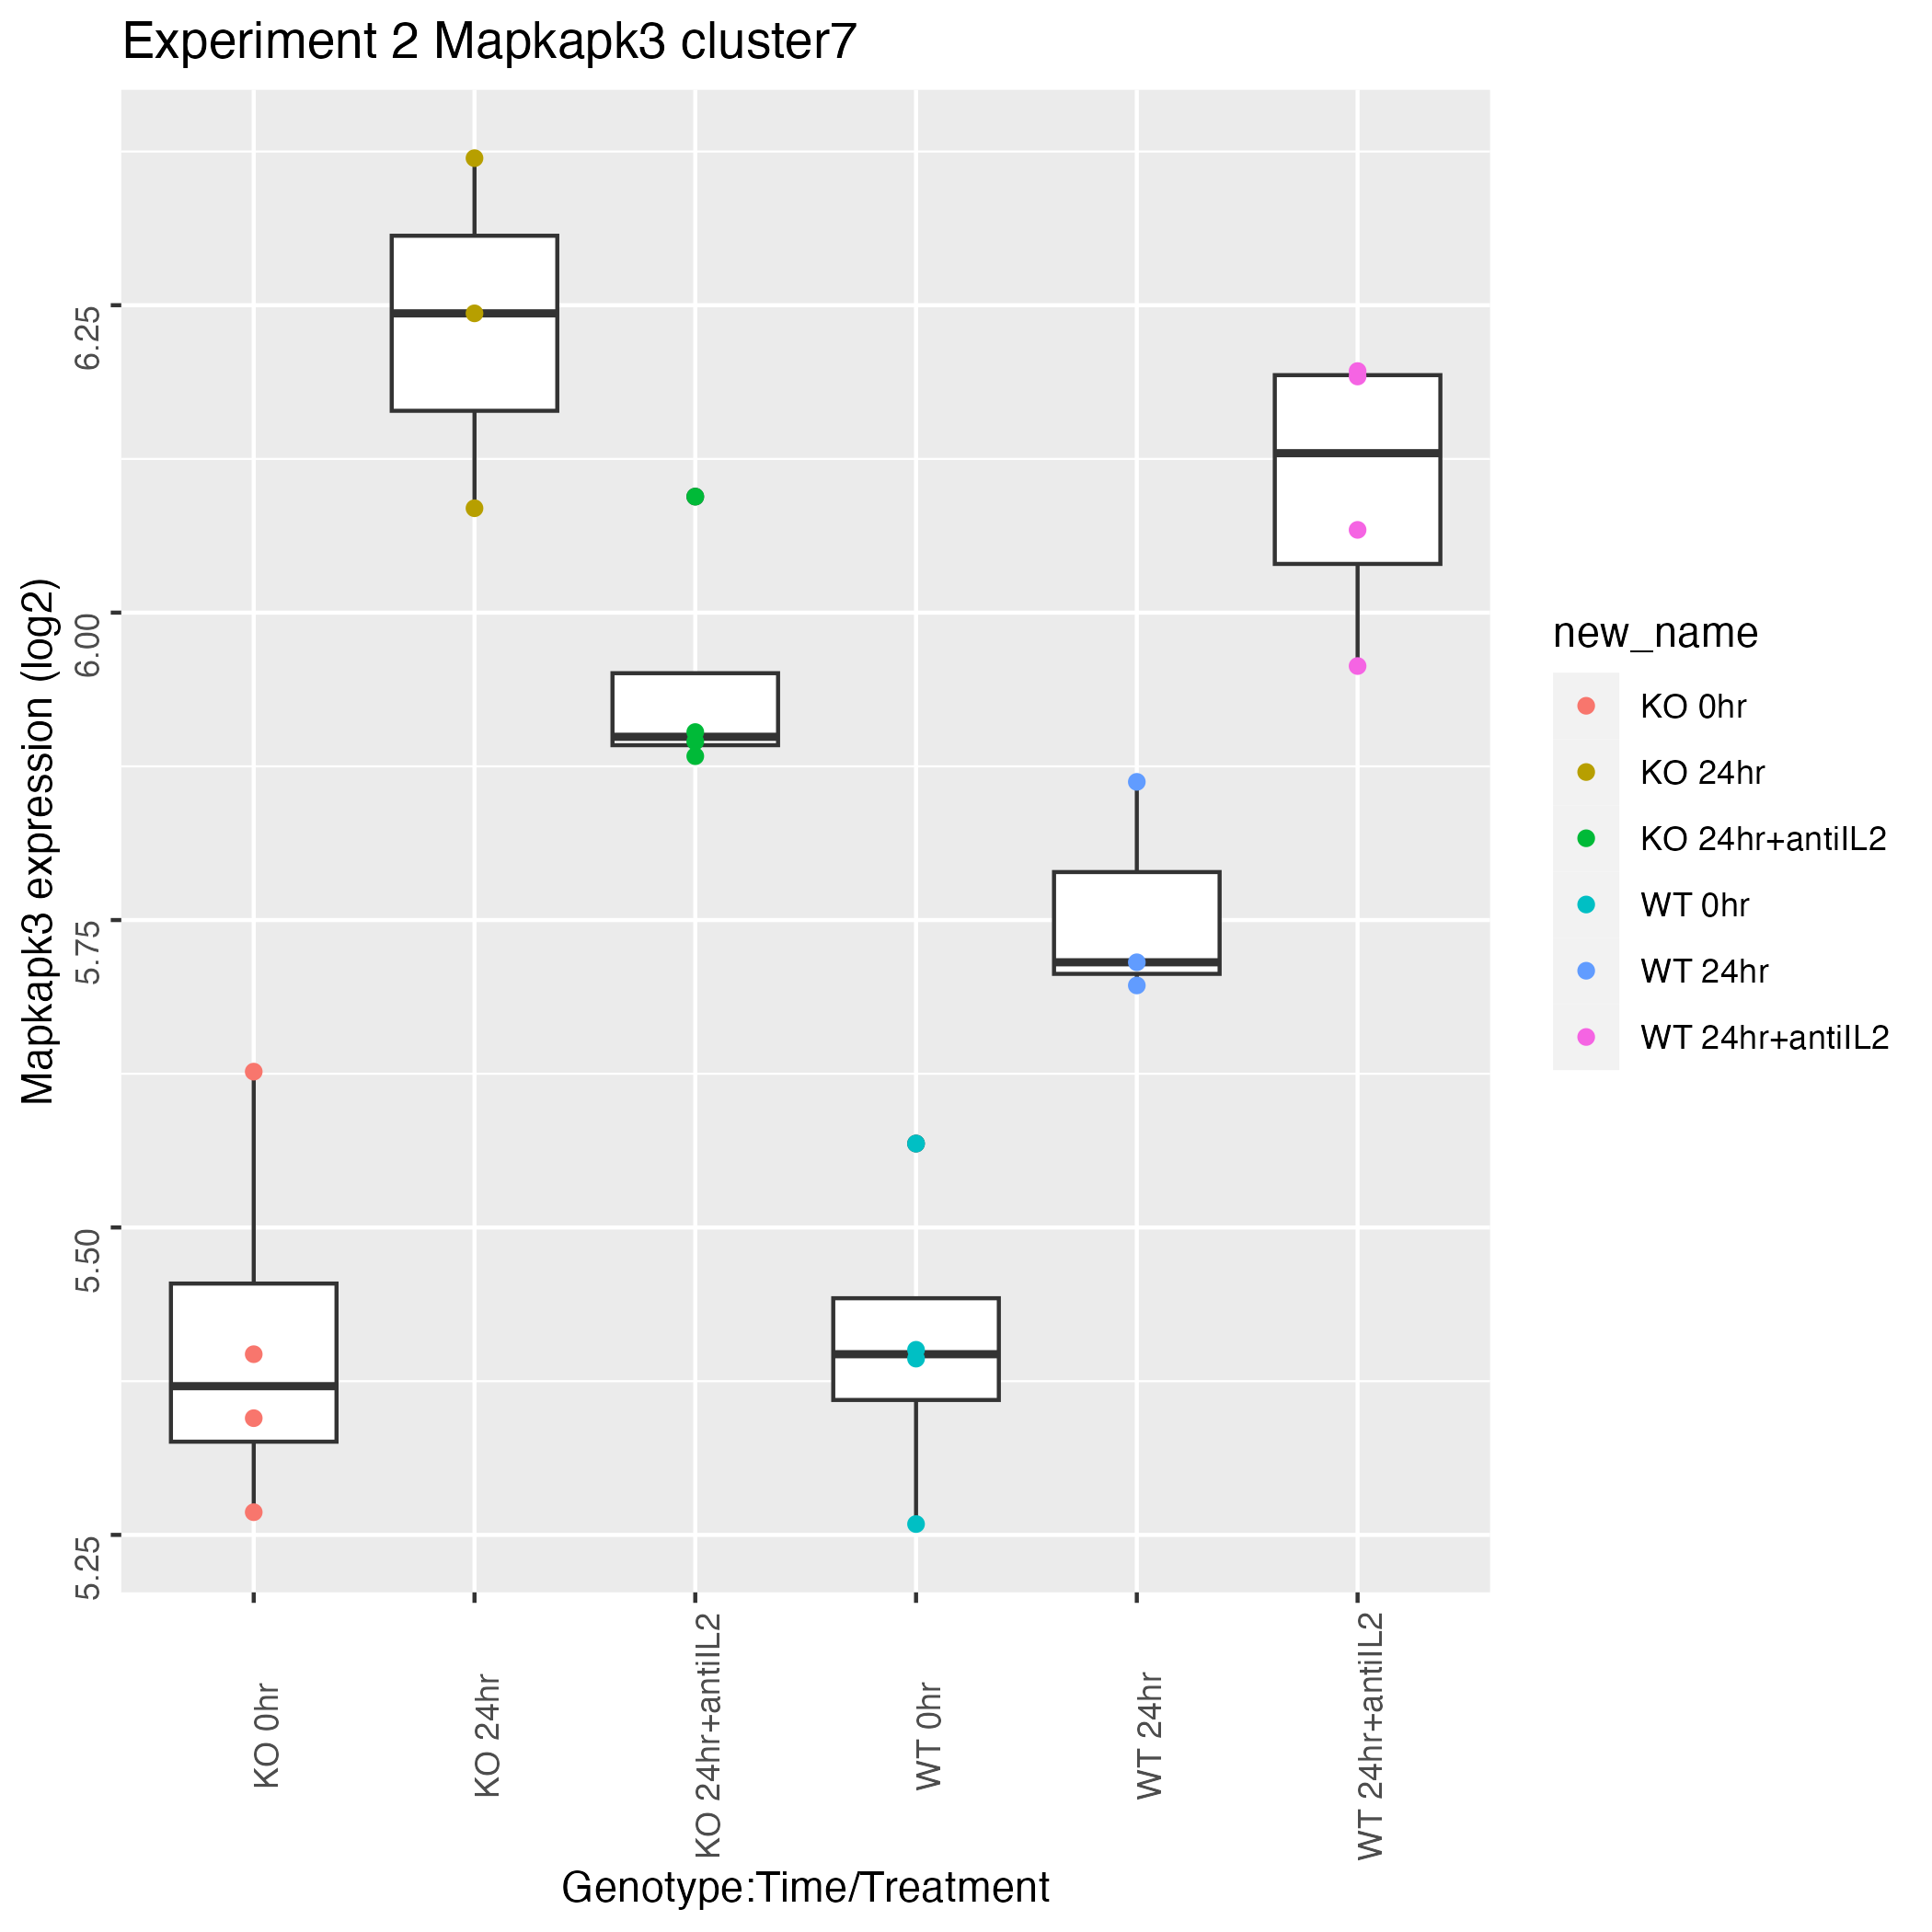 Experiment 2 Mapkapk3 cluster7
Mapkapk3 expression (log2)
6.25
6.00
5.75
5.50
5.25
KO 0hr
KO 24hr
KO 24hr+antiIL2
WT 0hr
WT 24hr
WT 24hr+antiIL2
Genotype:Time/Treatment
new_name
KO 0hr
KO 24hr
KO 24hr+antiIL2
WT 0hr
WT 24hr
WT 24hr+antiIL2